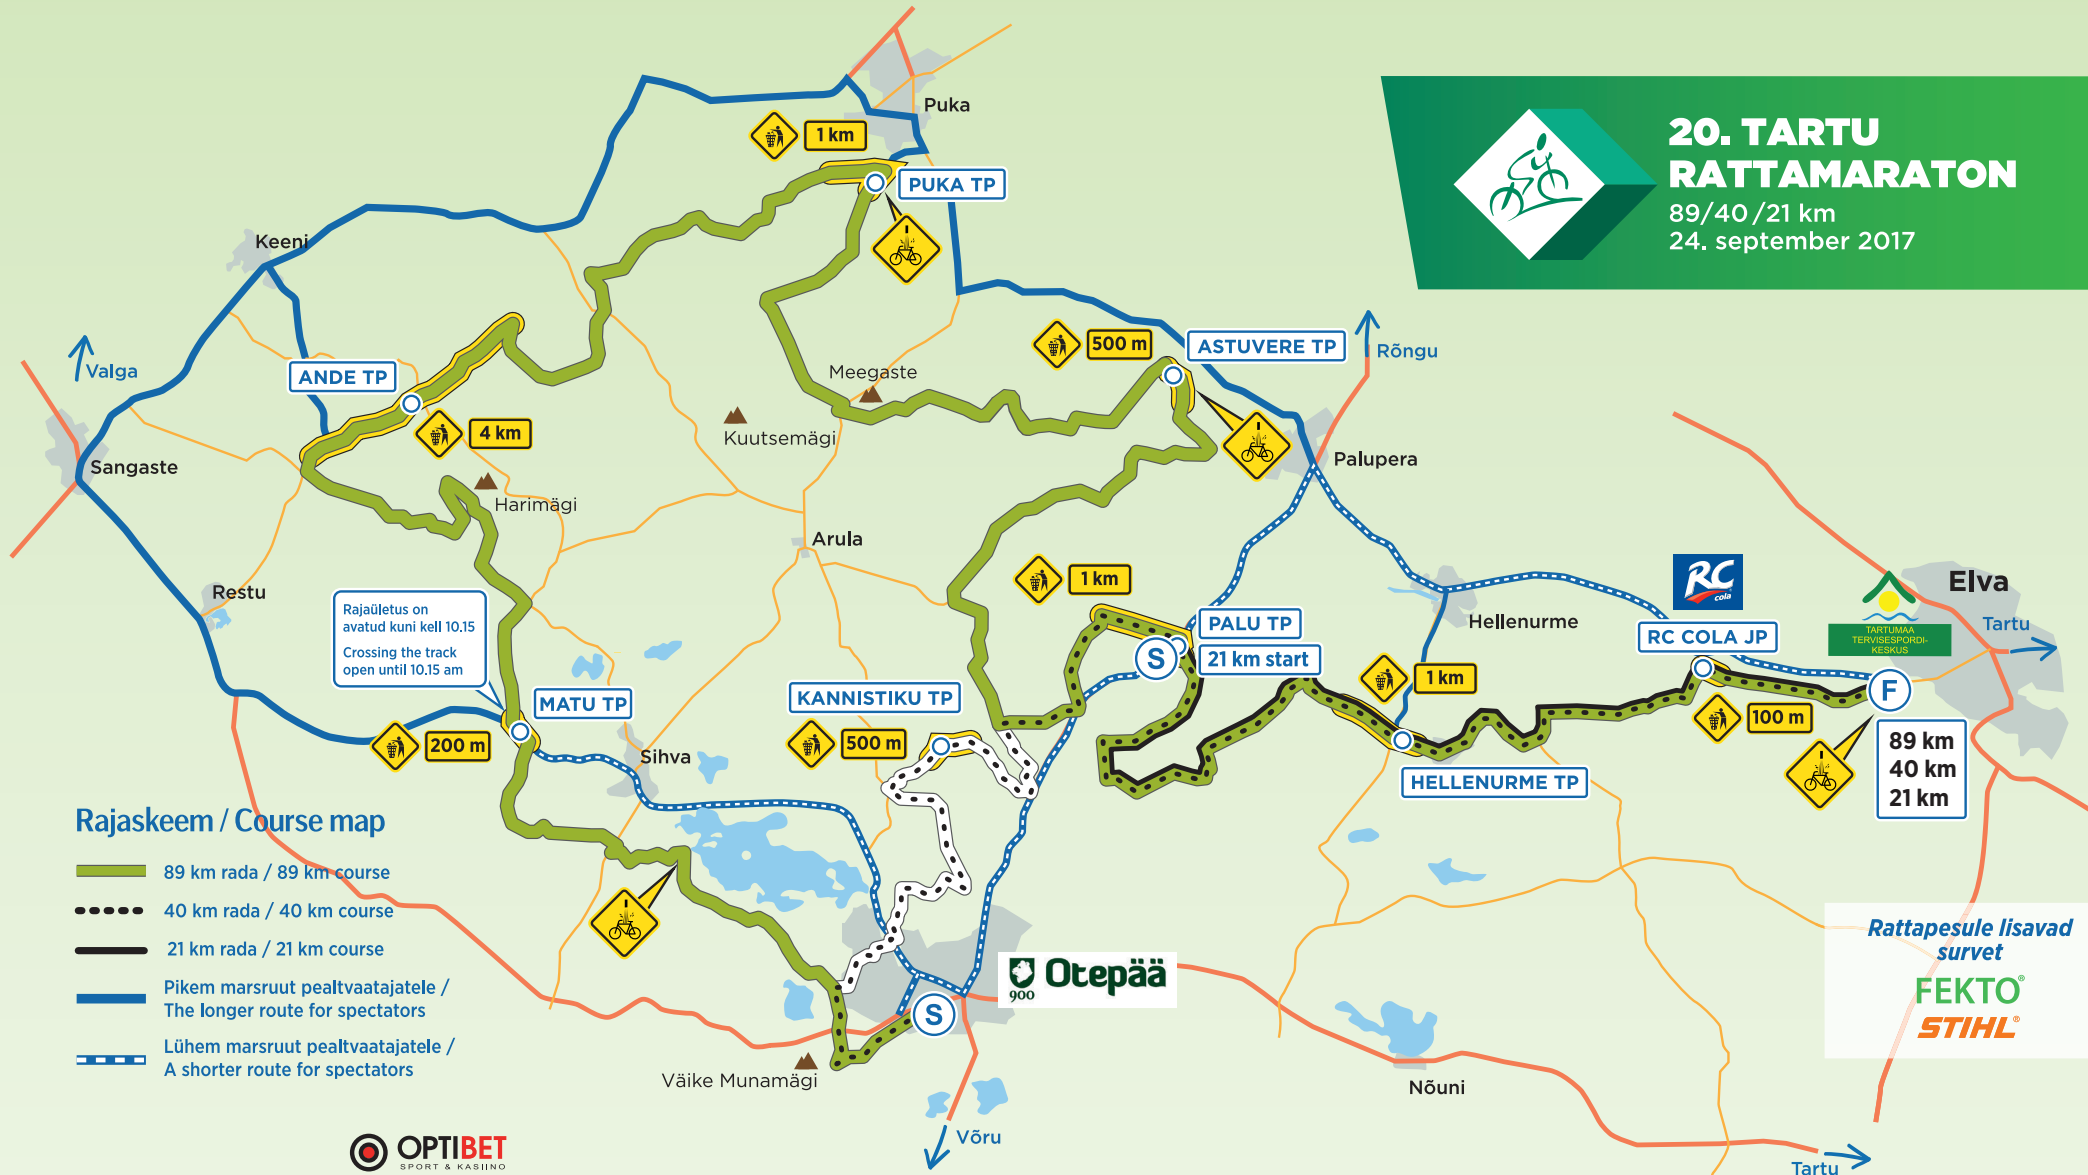 20. TARTU
RATTAMARATON
89/40/21 km
24. september 2017
Puka
1 km
PUKA TP
Keeni
Valga
ANDE TP
4 km
Sangaste
Harimägi
Kuutsemägi
Meegaste
500 m
ASTUVERE TP
Rõngu
Palupera
Arula
Restu
Rajaületus on
avatud kuni kell 10.15
Crossing the track
open until 10.15 am
MATU TP
200 m
Sihva
KANNISTIKU TP
500 m
1 km
PALU TP
21 km start
S
Hellenurme
1 km
HELLENURME TP
RC
cola
RC COLA JP
100 m
TARTUMAA
TERVISESPORDI-
KESKUS
Elva
Tartu
F
89 km
40 km
21 km
Rajaskeem / Course map
89 km rada / 89 km course
40 km rada / 40 km course
21 km rada / 21 km course
Pikem marsruut pealtvaatajatele /
The longer route for spectators
Lühem marsruut pealtvaatajatele /
A shorter route for spectators
900
Otepää
S
Väike Munamägi
Võru
Nõuni
Tartu
Rattapesule lisavad
survet
FEKTO®
STIHL®
OPTIBET
SPORT & KASIINO